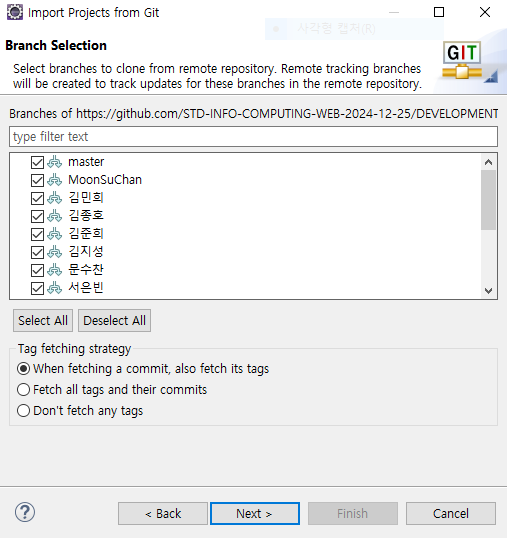 Import Projects from Git
사각형 캡처(R)
Branch Selection
GIT
Select branches to clone from remote repository. Remote tracking branches
will be created to track updates for these branches in the remote repository.
Branches of https://github.com/STD-INFO-COMPUTING-WEB-2024-12-25/DEVELOPMENT
type filter text
master
MoonSuChan
김민희
김종호
김준희
김지성
문수찬
서은빈
Select All
Deselect All
Tag fetching strategy
When fetching a commit, also fetch its tags
Fetch all tags and their commits
Don't fetch any tags
?
< Back
Next >
Finish
Cancel